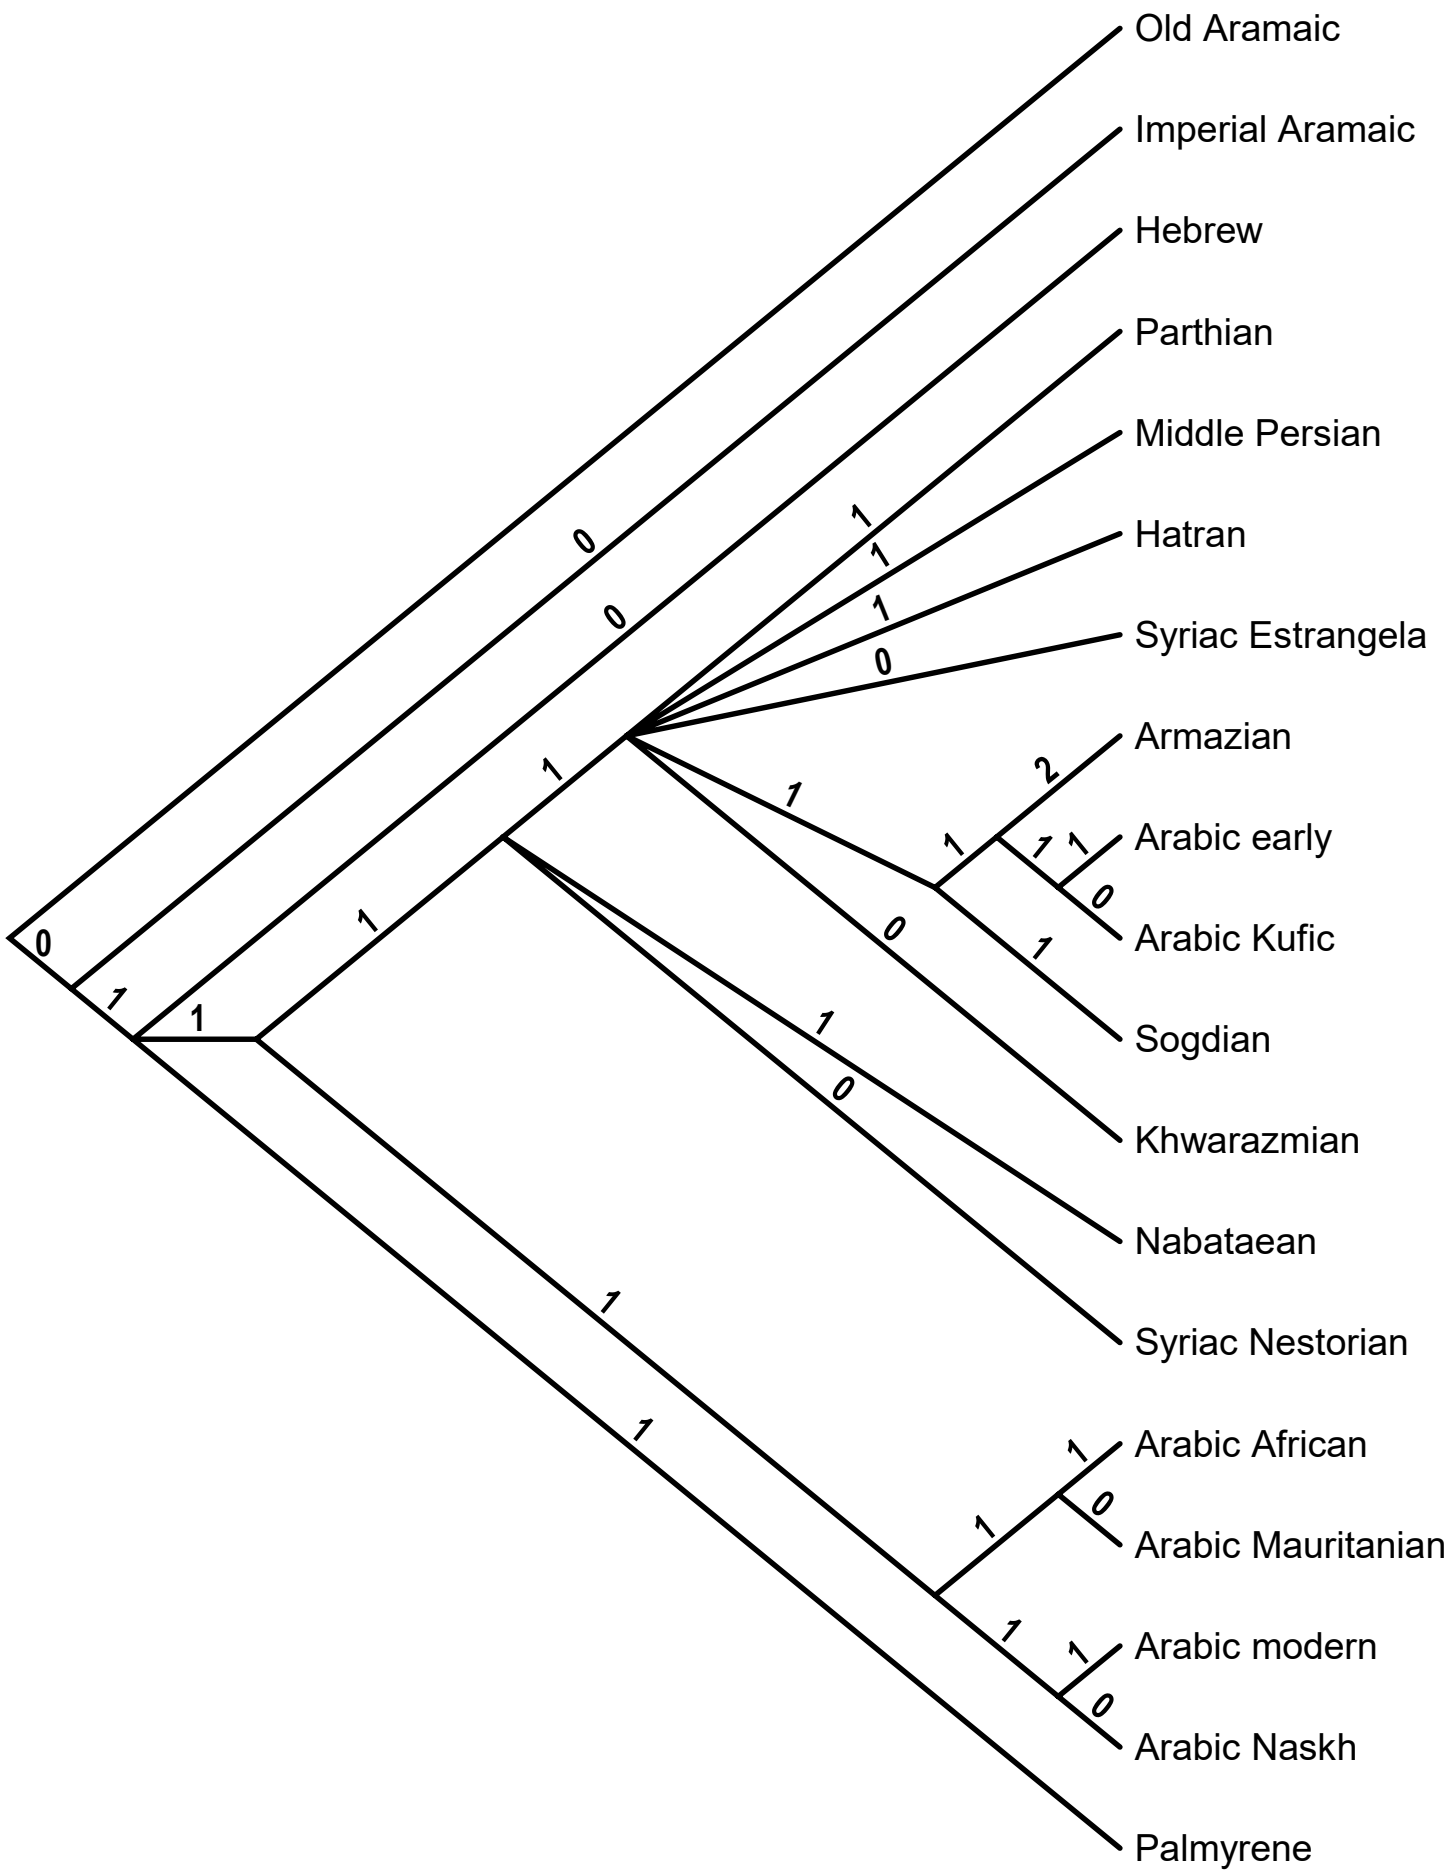 Old Aramaic
Imperial Aramaic
Hebrew
Parthian
Middle Persian
Hatran
Syriac Estrangela
Armazian
Arabic early
Arabic Kufic
Sogdian
Khwarazmian
Nabataean
Syriac Nestorian
Arabic African
Arabic Mauritanian
Arabic modern
Arabic Naskh
Palmyrene
1
0
1
1
0
1
0
2
1
1
1
1
1
0
1
0
0
1
1
1
1
0
1
1
1
0
1
1
1
0